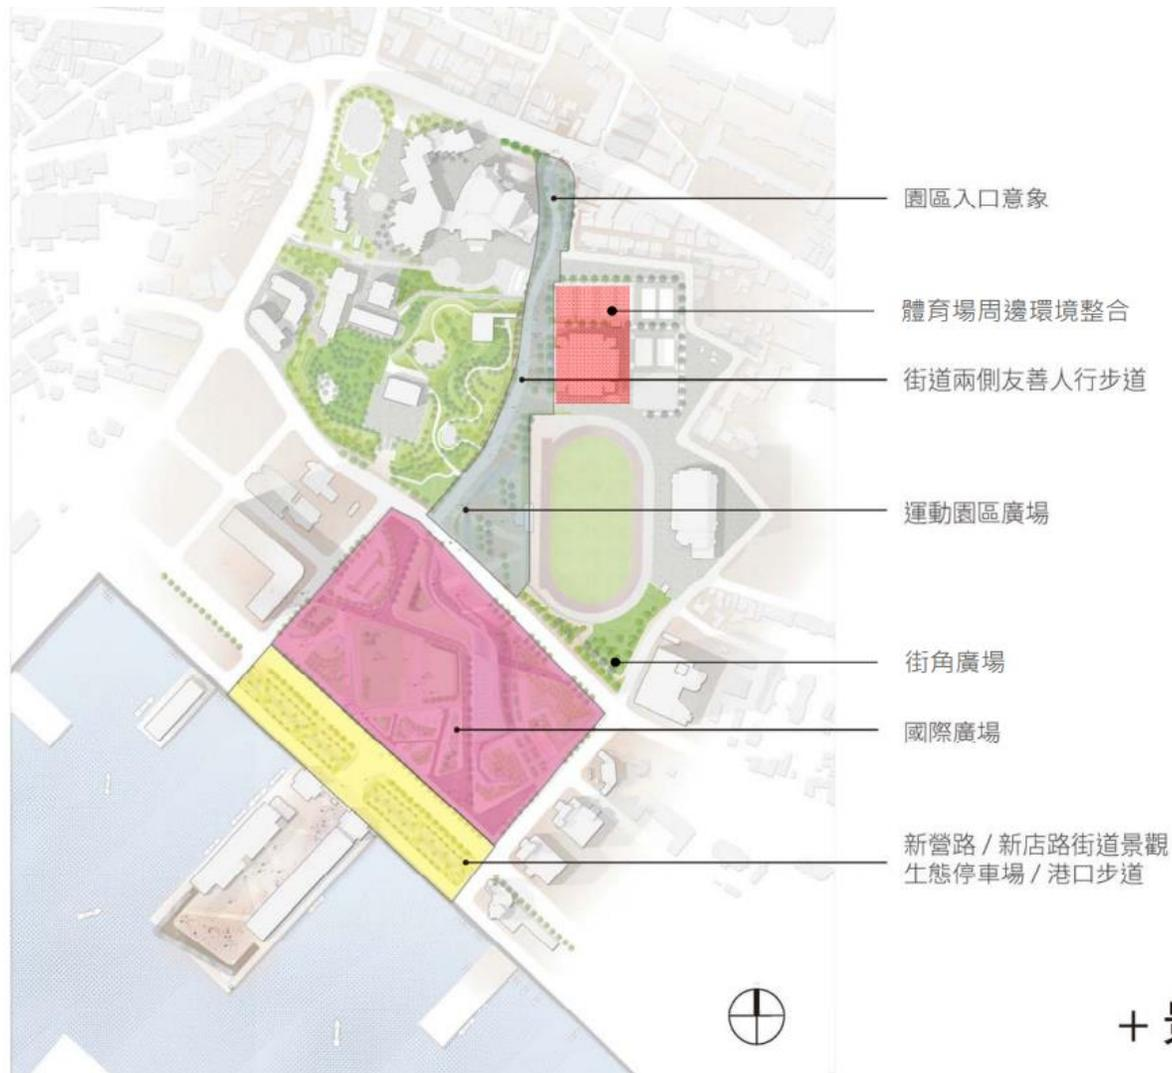 園區入口意象
體育場周邊環境整合
街道兩側友善人行步道
運動園區廣場
街角廣場
國際廣場
新營路 / 新店路街道景觀
生態停車場 / 港口步道
+